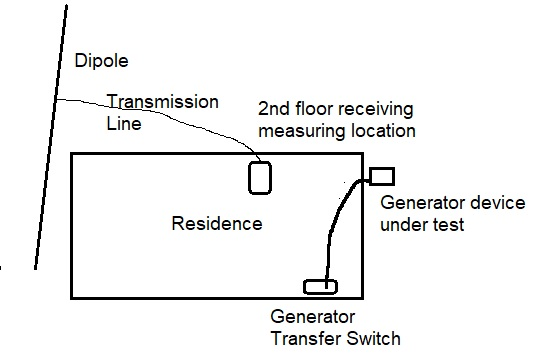 Dipole
Transmission
Line
2nd floor receiving
measuring location
Generator device
under test
Residence
Generator
Transfer Switch